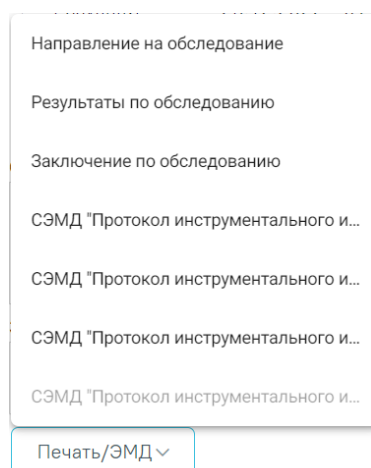 Направление на обследование
Результаты по обследованию
Заключение по обследованию
СЭМД "Протокол инструментального и...
СЭМД "Протокол инструментального и...
СЭМД "Протокол инструментального и...
СЭМД "Протокол инструментального и...
Печать/ЭМД